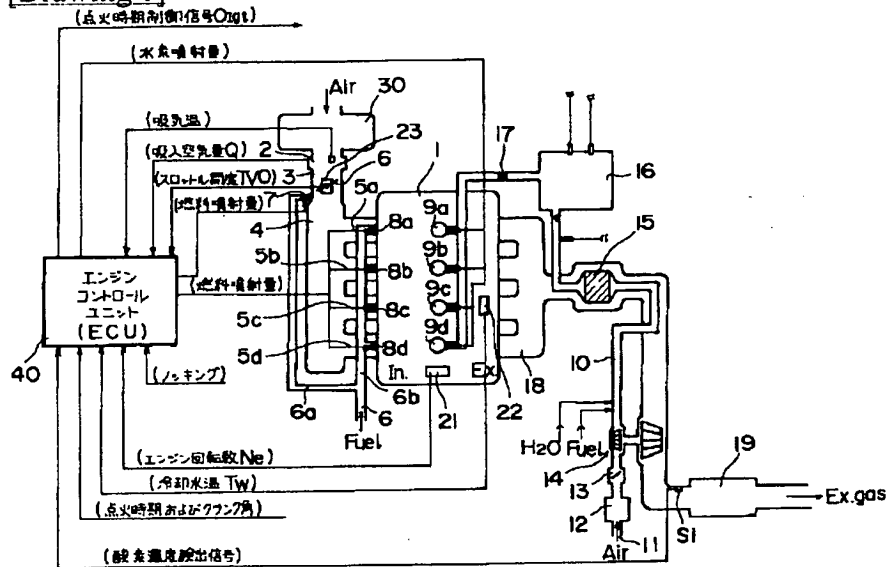 (点火時期制御信号Oigt)
(水素噴射量)
Air
30
(吸気温)
23
(吸入空気量Q)
2
3
6
(スロットル開度TVO)
7
(燃料噴射量)
4
5a
1
17
16
8a
9a
5b
8b
9b
15
エンジン
コントロール
ユニット
(ECU)
(燃料噴射量)
5c
8c
9c
40
5d
8d
9d
10
In.
Ex.
18
22
(ノッキング)
6a
6b
21
6
Fuel
H2O
Fuel
14
19
(エンジン回転数Ne)
13
(冷却水温Tw)
12
S1
Ex.gas
(点火時期およびクランク角)
11
Air
(酸素濃度検出信号)